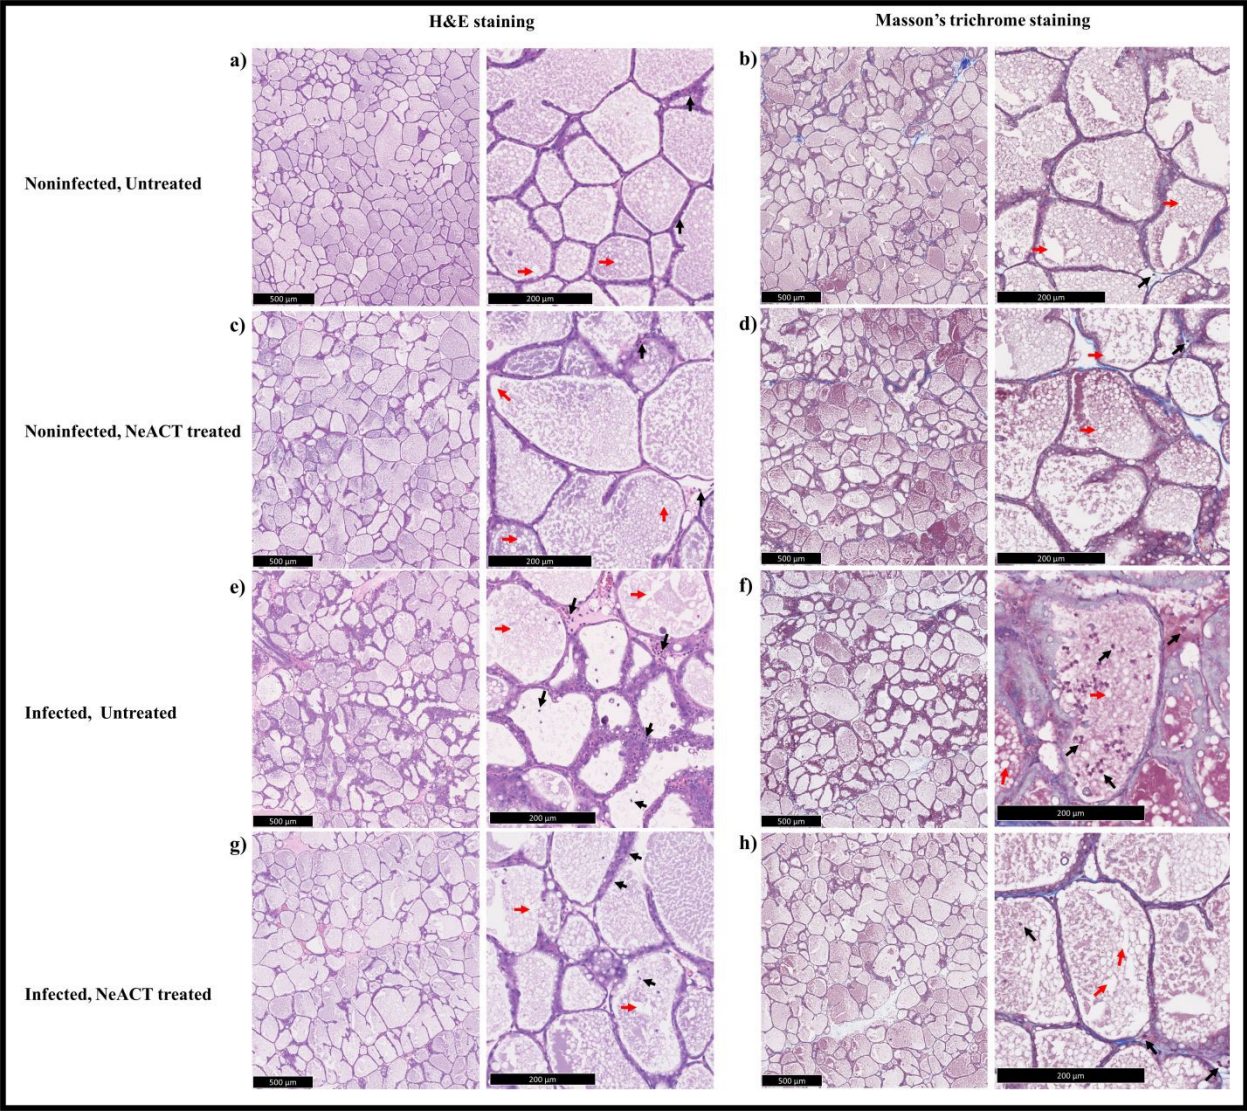 H&E staining
Masson’s trichrome staining
a)
b)
Noninfected, Untreated
500 µm
200 µm
500 µm
200 µm
c)
d)
Noninfected, NeACT treated
500 µm
200 µm
500 µm
200 µm
e)
f)
Infected,  Untreated
500 µm
200 µm
500 µm
200 µm
g)
h)
Infected, NeACT treated
500 µm
200 µm
500 µm
200 µm